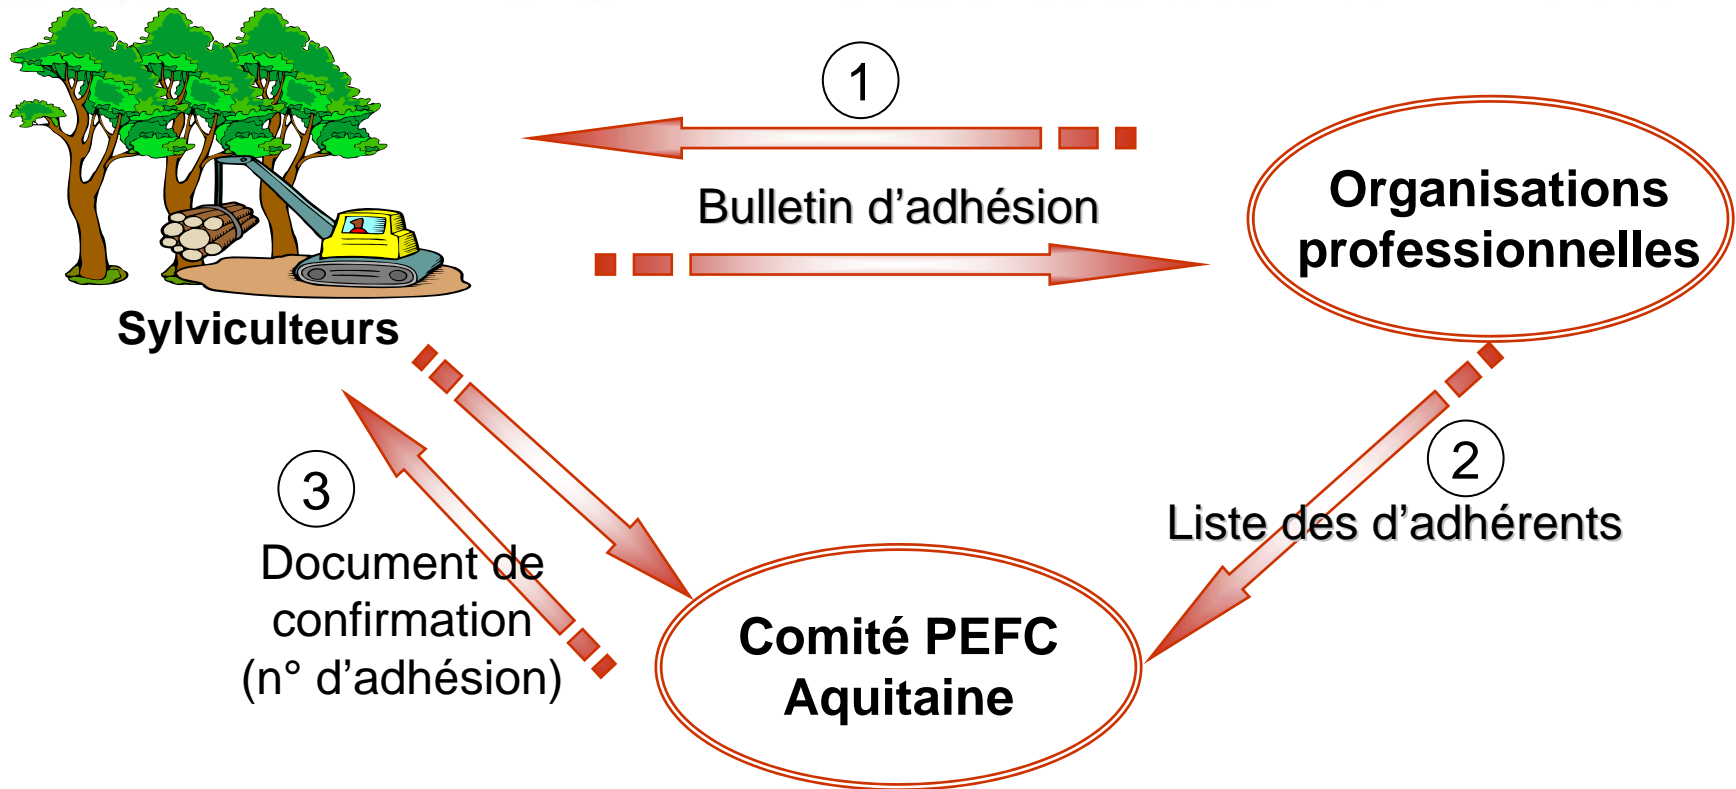 1
Bulletin d’adhésion
Organisations
professionnelles
Sylviculteurs
2
Liste des d’adhérents
3
Document de
confirmation
(n° d’adhésion)
Comité PEFC
Aquitaine